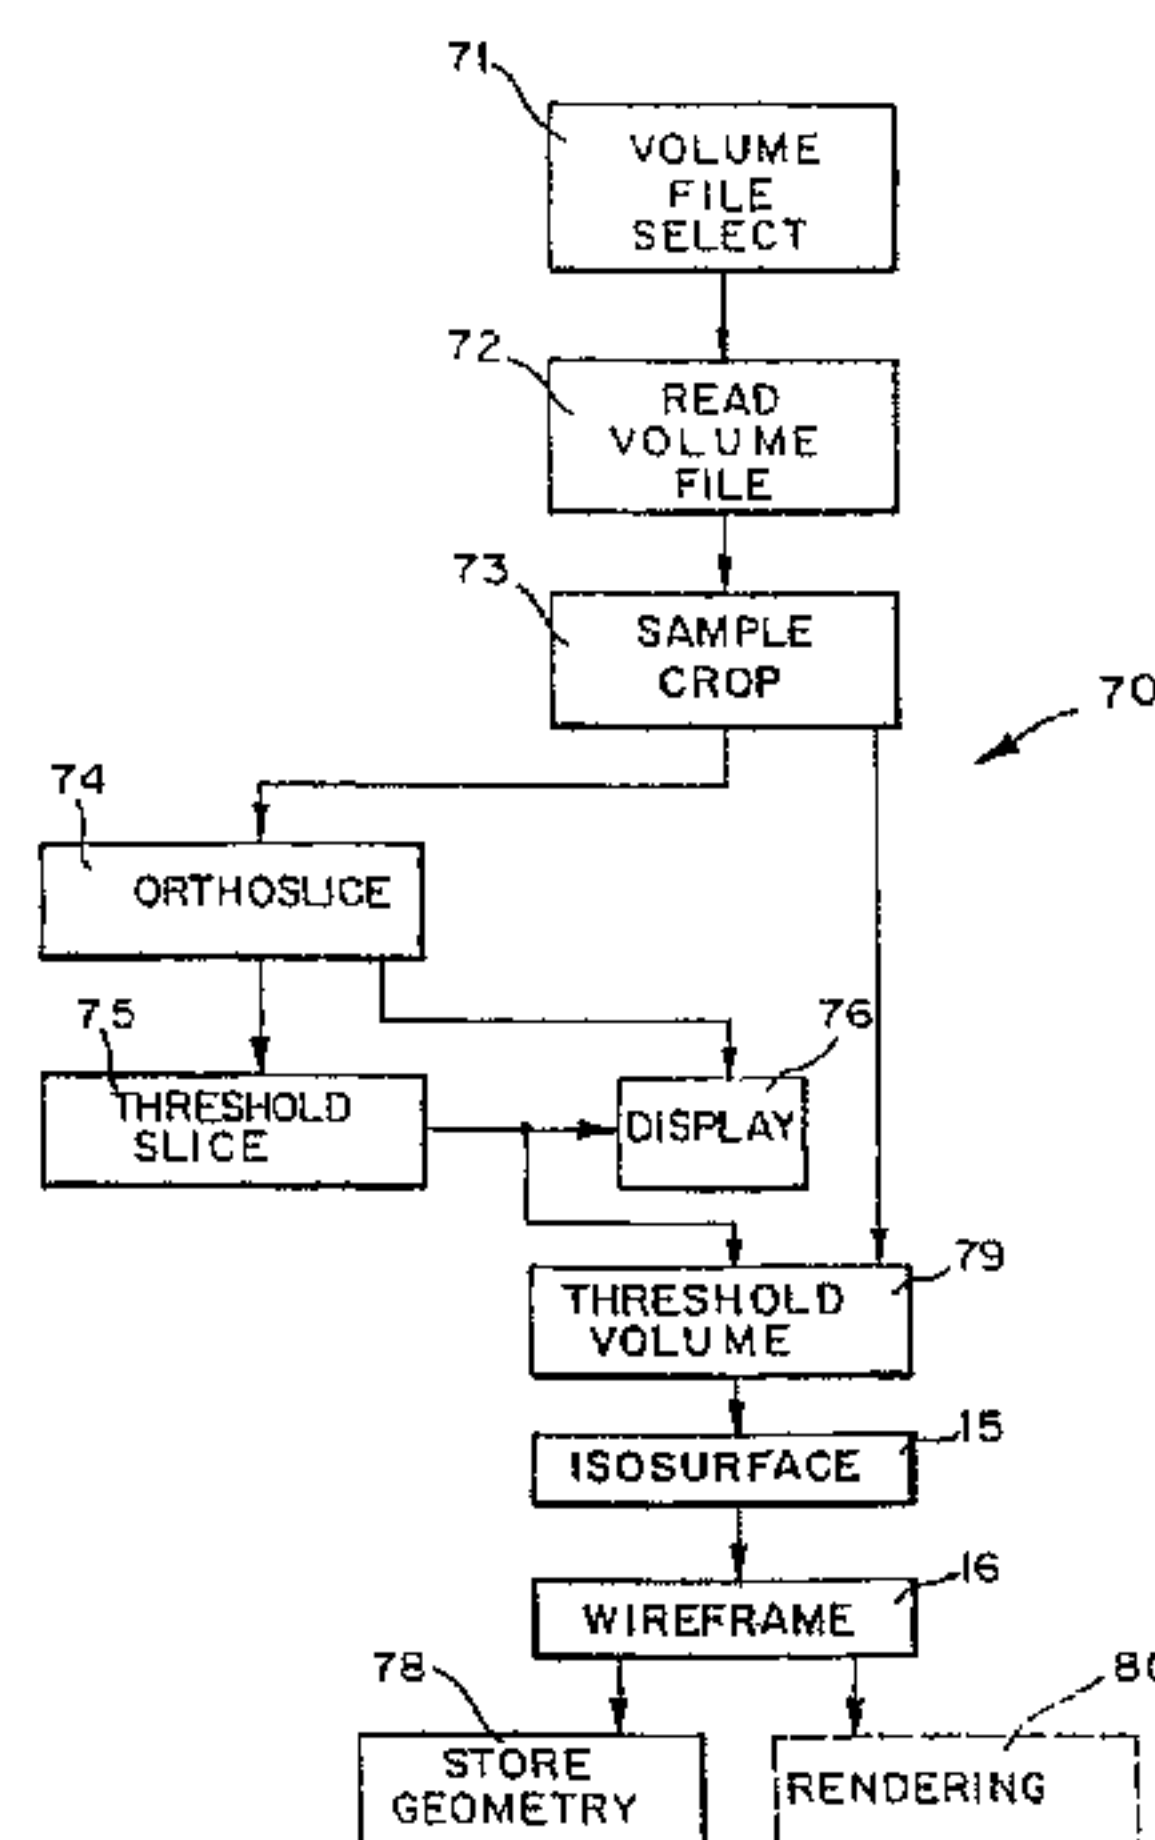 71
VOLUME
FILE
SELECT
72
READ
VOLUME
FILE
73
SAMPLE
CROP
70
74
ORTHOSLICE
75
THRESHOLD
SLICE
76
DISPLAY
79
THRESHOLD
VOLUME
15
ISOSURFACE
16
WIREFRAME
78
STORE
GEOMETRY
RENDERING